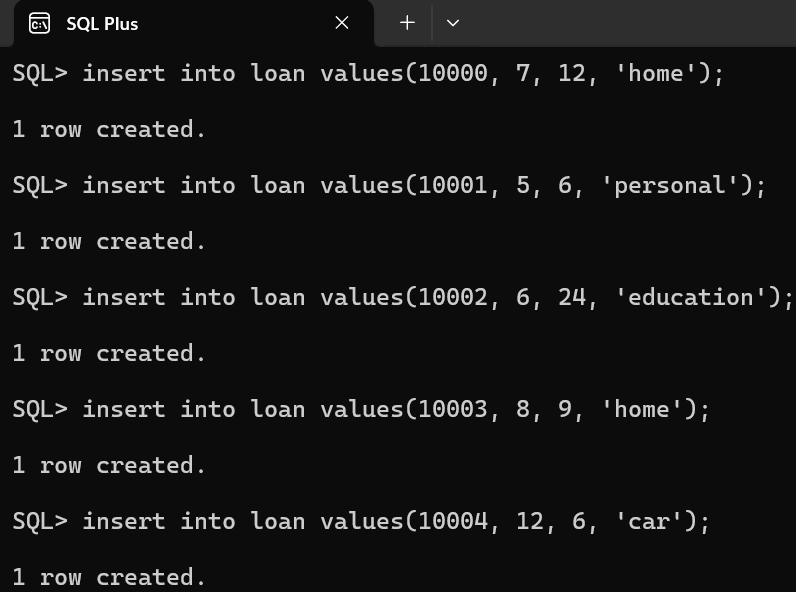 SQL Plus
SQL> insert into loan values(10000, 7, 12, 'home');
1 row created.
SQL> insert into loan values(10001, 5, 6, 'personal');
1 row created.
SQL> insert into loan values(10002, 6, 24, 'education');
1 row created.
SQL> insert into loan values(10003, 8, 9, 'home');
1 row created.
SQL> insert into loan values(10004, 12, 6, 'car');
1 row created.